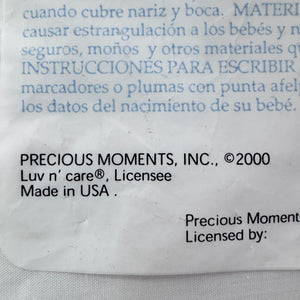 cuando cubre nariz y boca. MATERI
causar estrangulación a los bebés y n
seguros, moños y otros materiales q
INSTRUCCIONES PARA ESCRIBIR
marcadores o plumas con punta afel
los datos del nacimiento de su bebé.
PRECIOUS MOMENTS, INC., ©2000
Luv n' care®, Licensee
Made in USA .
Precious Moment
Licensed by: